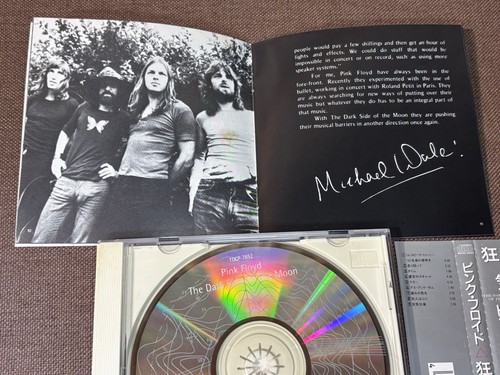 people would pay a few shillings and then get an hour of
lights and effects. We could do stuff that would be
impossible in concert or on record, such as using more
speaker systems."
For me, Pink Floyd have always been in the
fore-front. Recently they experimented with the use of
ballet, working in concert with Roland Petit in Paris. They
are always searching for new ways of putting over their
music but whatever they do has to be an integral part of
that music.
With The Dark Side of the Moon they are pushing
their musical barriers in another direction once again.
Michael Wale!
TOCP-7652
Pink Floyd
The Dark Moon
狂
ピンク・フロイド
狂